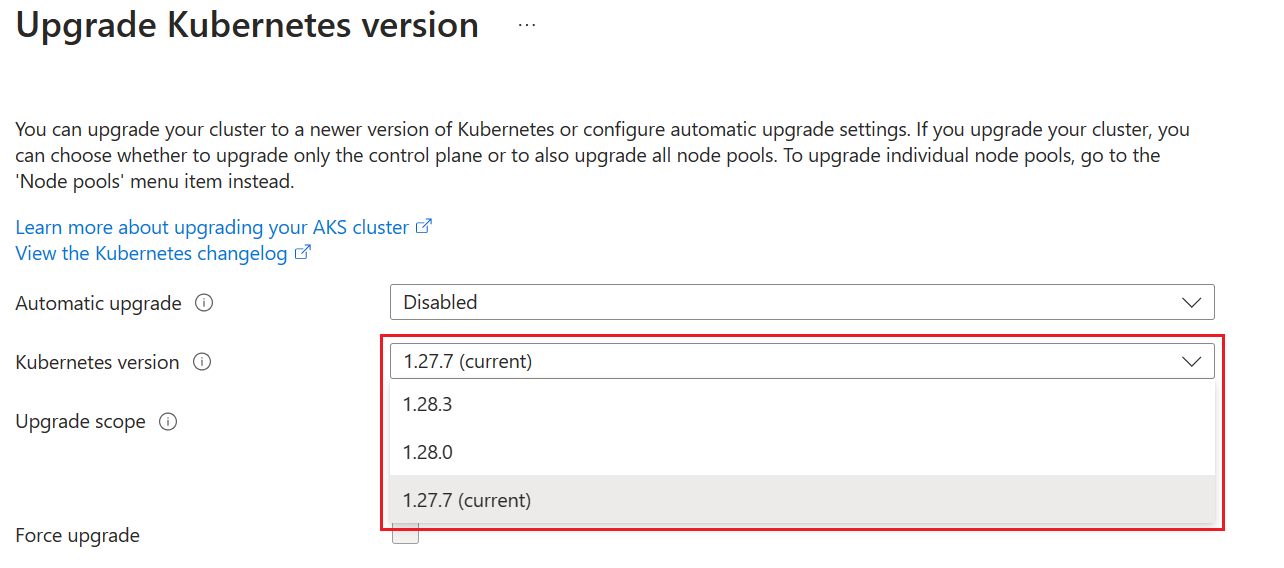 Upgrade Kubernetes version ...
You can upgrade your cluster to a newer version of Kubernetes or configure automatic upgrade settings. If you upgrade your cluster, you
can choose whether to upgrade only the control plane or to also upgrade all node pools. To upgrade individual node pools, go to the
'Node pools' menu item instead.
Learn more about upgrading your AKS cluster
View the Kubernetes changelog
Automatic upgrade
Disabled
Kubernetes version
1.27.7 (current)
1.28.3
1.28.0
1.27.7 (current)
Upgrade scope
Force upgrade